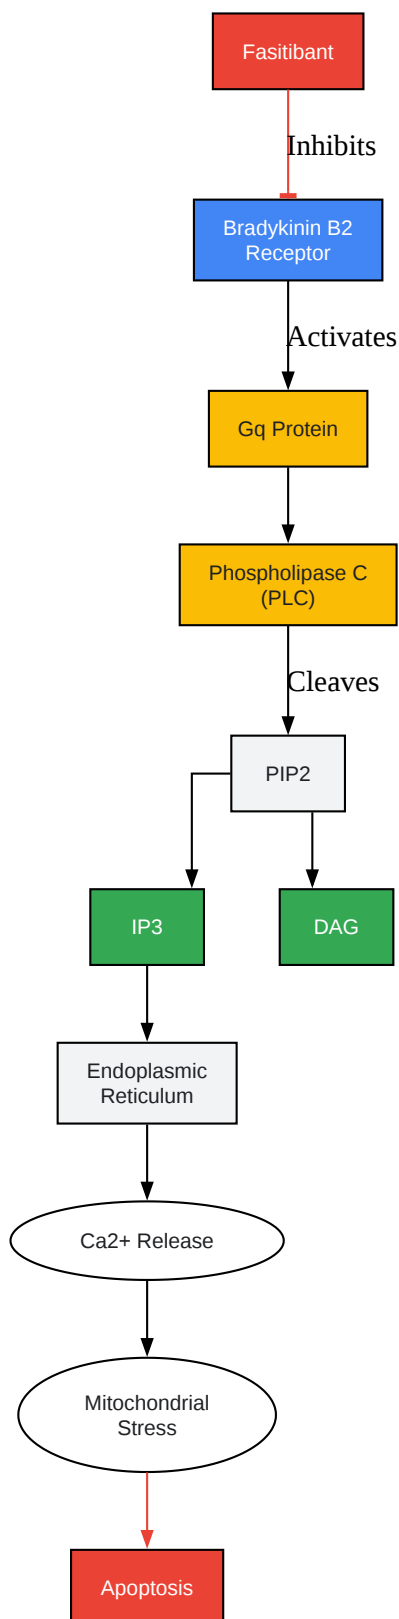 Fasitibant
Inhibits
Bradykinin B2
Receptor
Activates
Gq Protein
Phospholipase C
(PLC)
Cleaves
PIP2
IP3
DAG
Endoplasmic
Reticulum
Ca2+ Release
Mitochondrial
Stress
Apoptosis